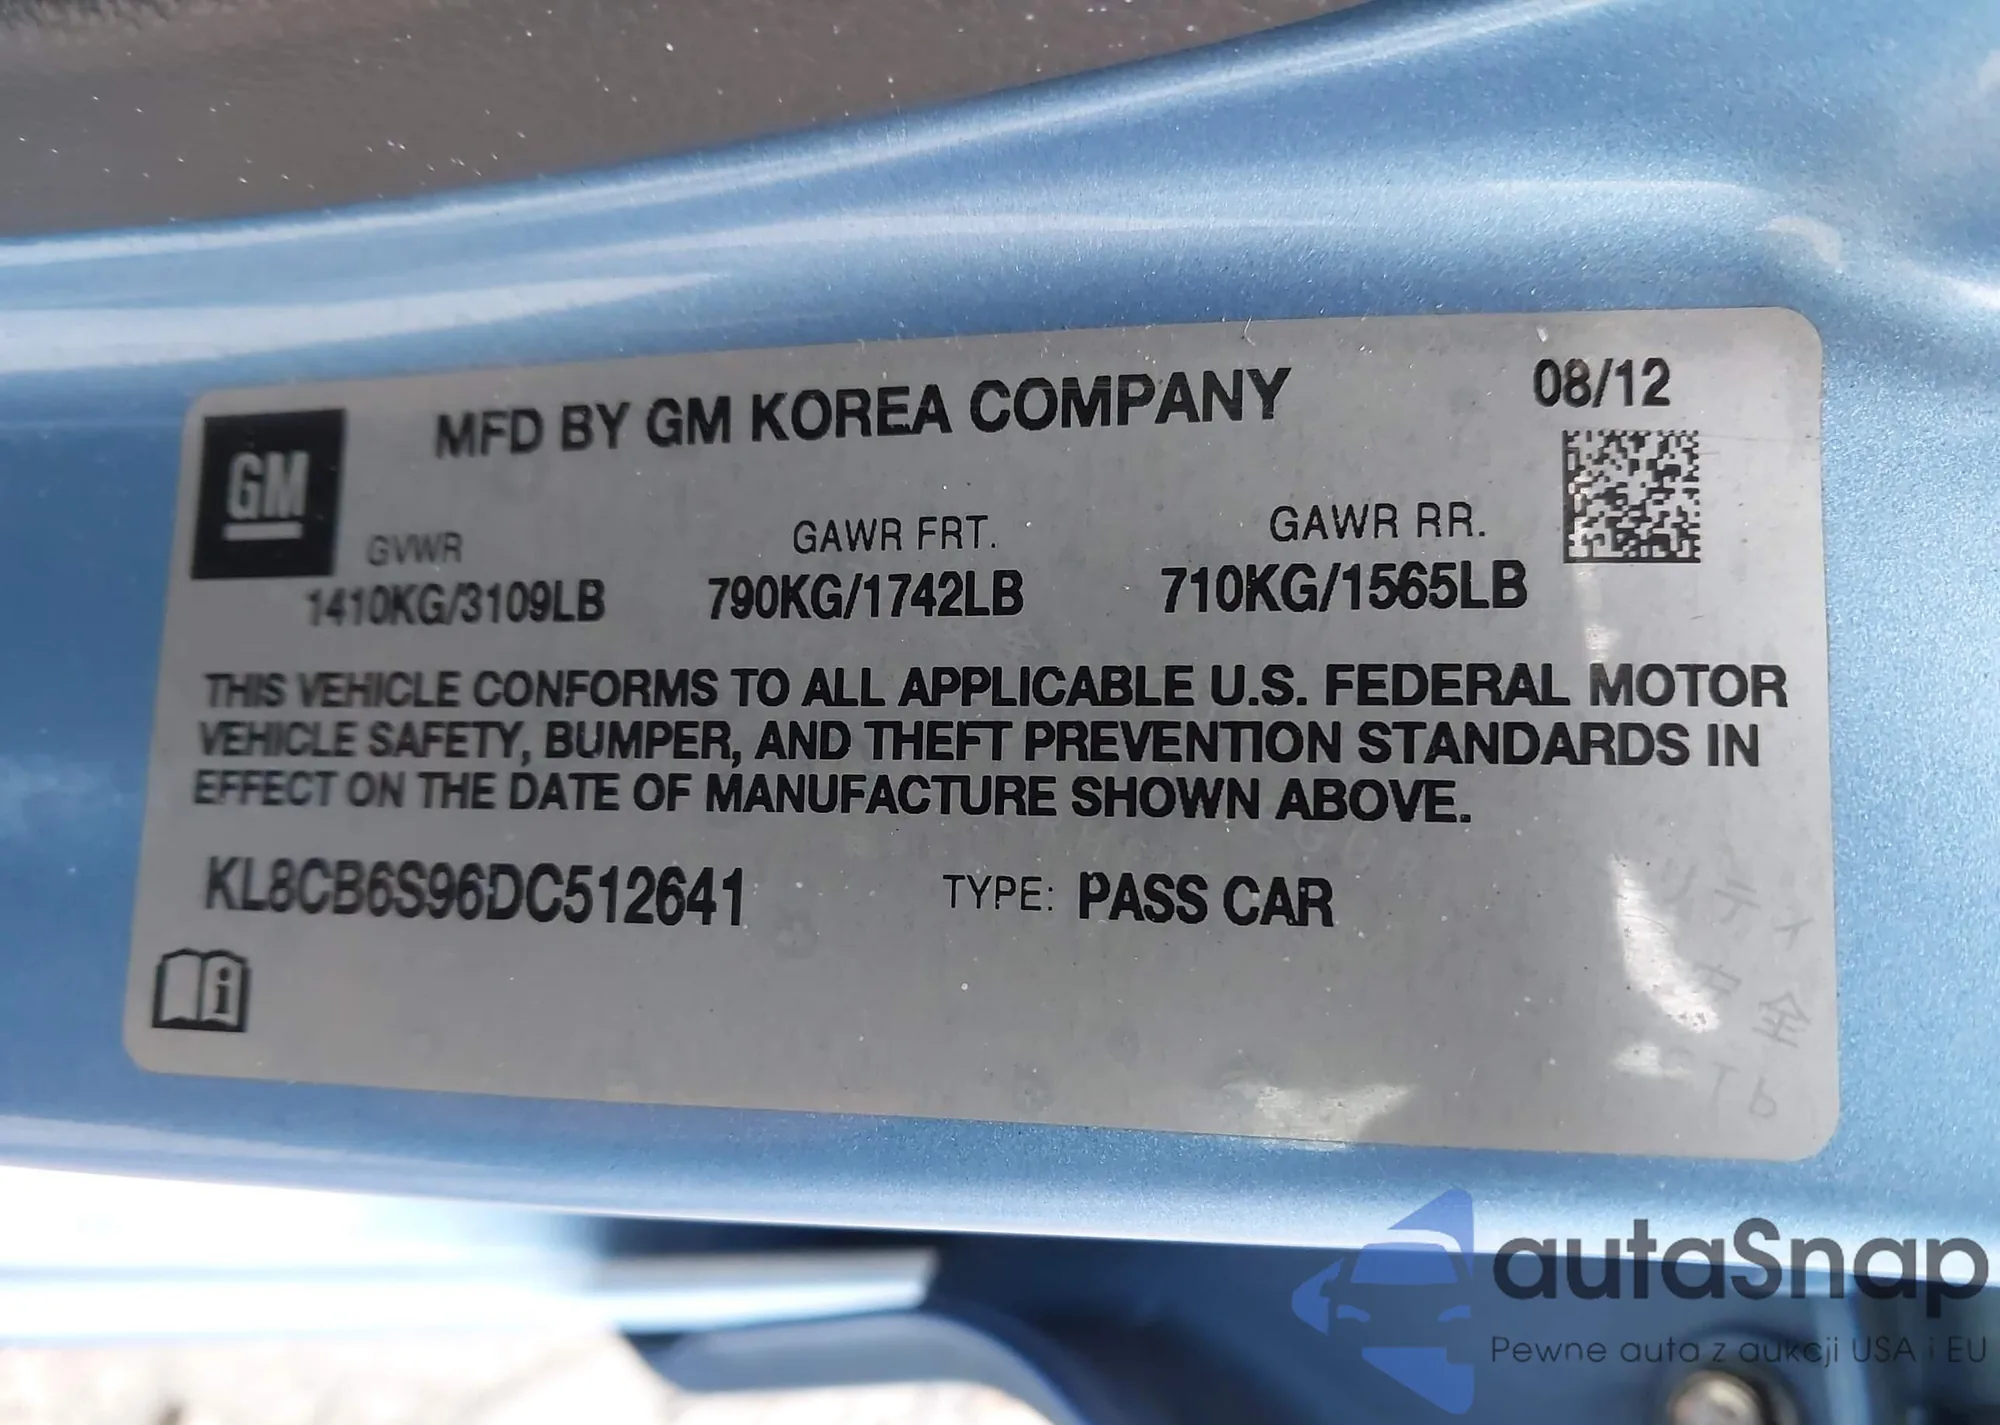 MFD BY GM KOREA COMPANY
08/12
GM
GVWR
GAWR FRT.
GAWR RR.
1410KG/3109LB
790KG/1742LB
710KG/1565LB
THIS VEHICLE CONFORMS TO ALL APPLICABLE U.S. FEDERAL MOTOR
VEHICLE SAFETY, BUMPER, AND THEFT PREVENTION STANDARDS IN
EFFECT ON THE DATE OF MANUFACTURE SHOWN ABOVE.
KL8CB6S96DC512641
TYPE: PASS CAR
i
autaSnap
Pewne auta z aukcji USA i EU